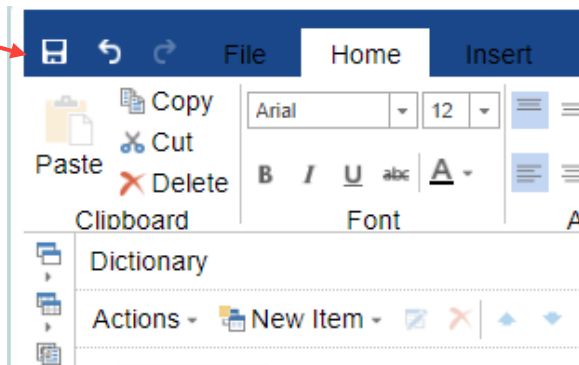 File Home Insert
Copy
Arial 12
Cut
Paste
Delete
B I U abc A
Clipboard Font A
Dictionary
Actions New Item